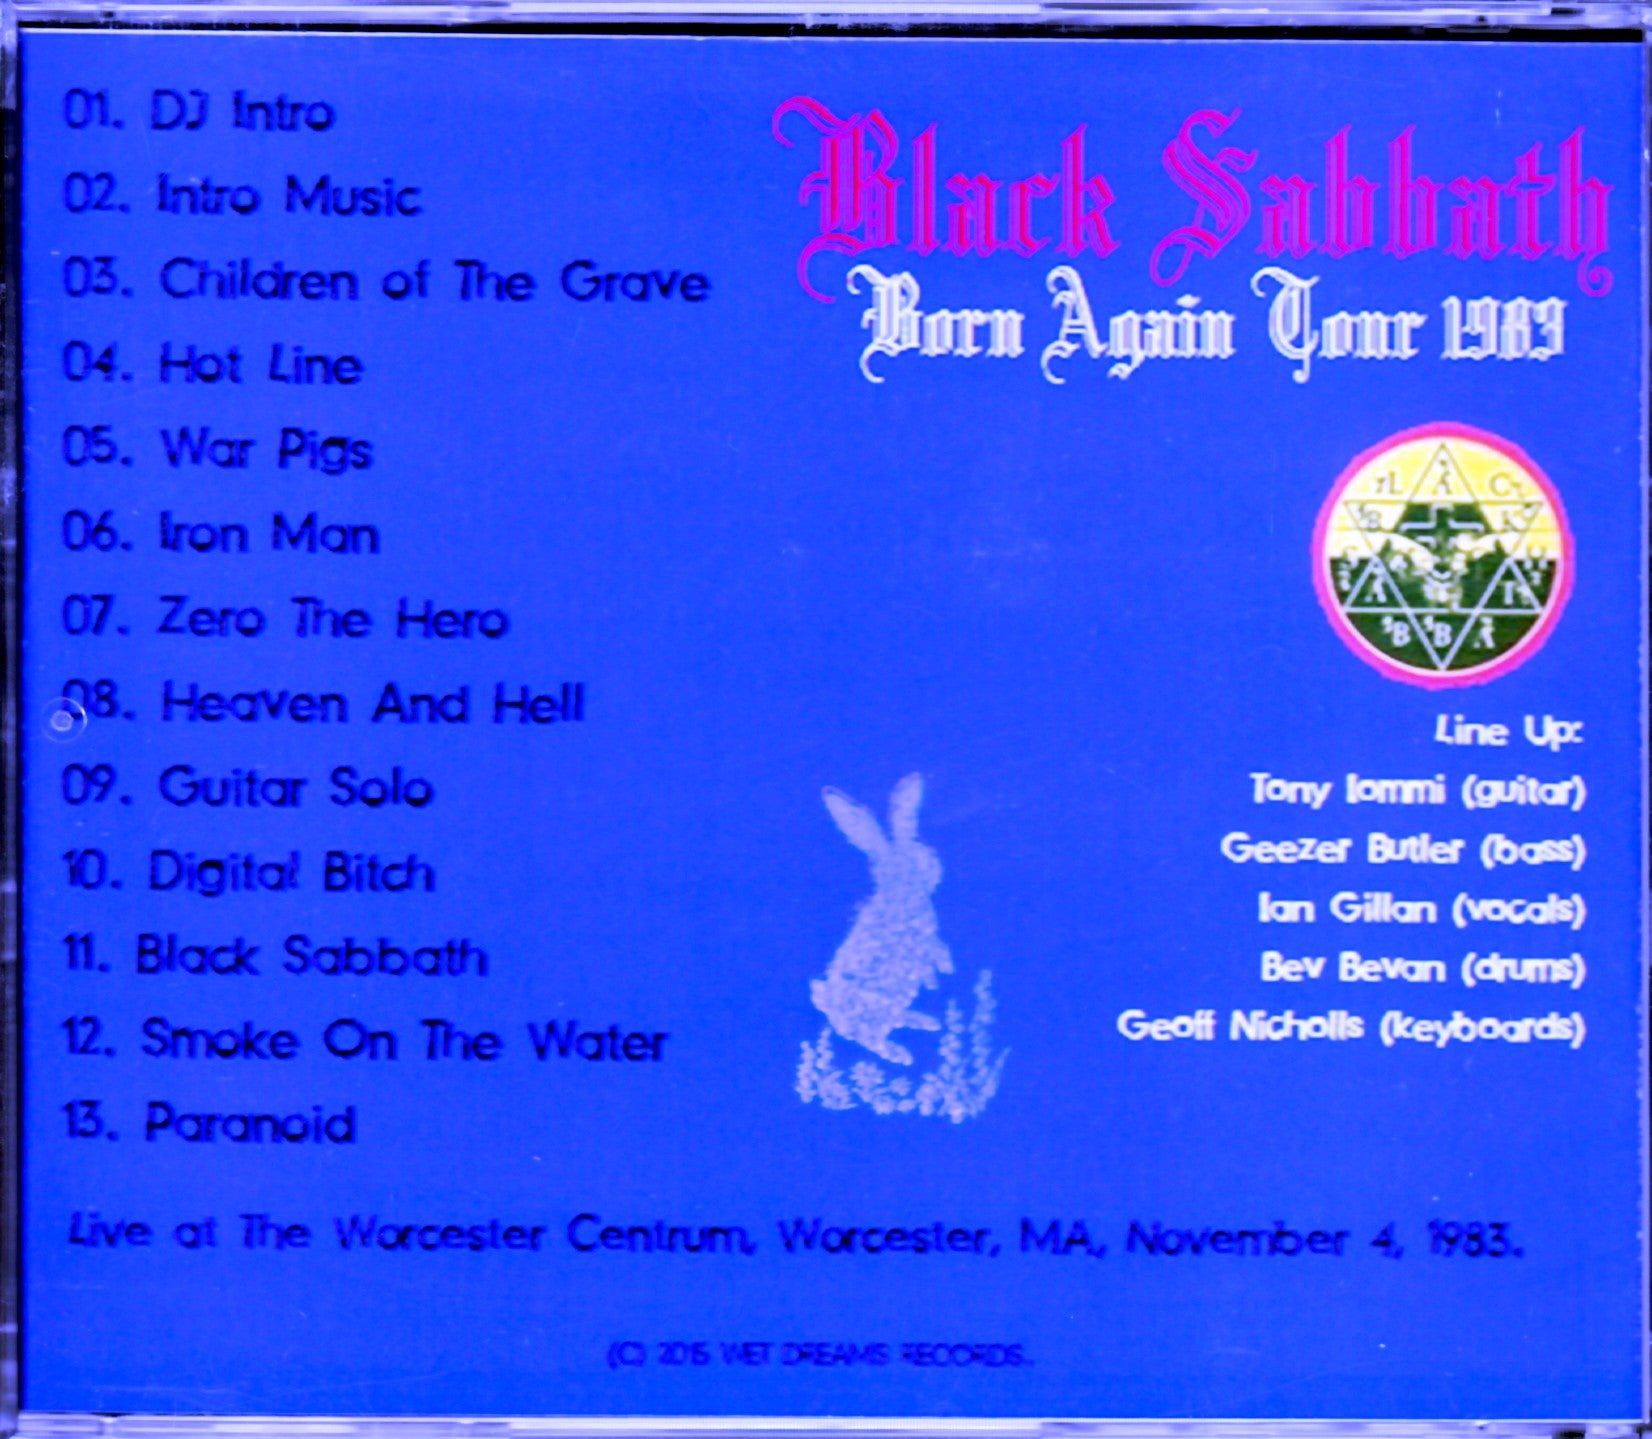 01. DJ Intro
02. Intro Music
03. Children of The Grave
04. Hot Line
05. War Pigs
06. Iron Man
07. Zero The Hero
08. Heaven And Hell
09. Guitar Solo
10. Digital Bitch
11. Black Sabbath
12. Smoke On The Water
13. Paranoid
Black Sabbath
Born Again Tour 1983
Line Up:
Tony Iommi (guitar)
Geezer Butler (bass)
Ian Gillan (vocals)
Bev Bevan (drums)
Geoff Nicholls (keyboards)
Live at The Worcester Centrum, Worcester, MA, November 4, 1983.
(C) 2015 WET DREAMS RECORDS.